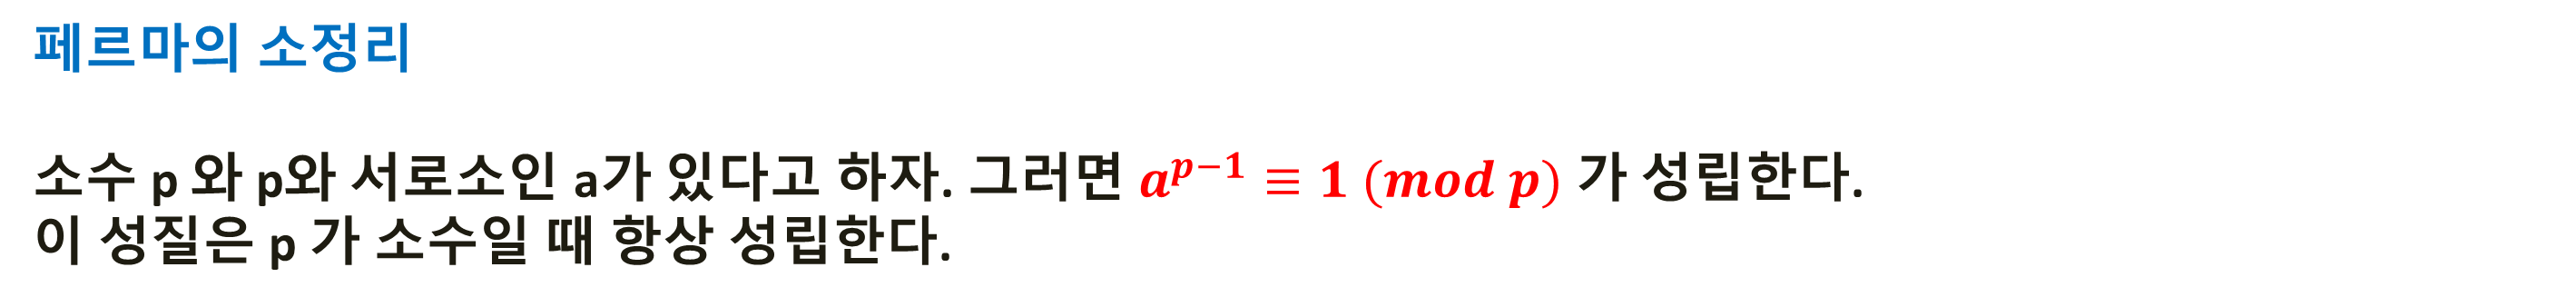 페르마의 소정리
소수 p 와 p와 서로소인 a가 있다고 하자. 그러면 a^{p-1} ≡ 1 (mod p) 가 성립한다.
이 성질은 p 가 소수일 때 항상 성립한다.